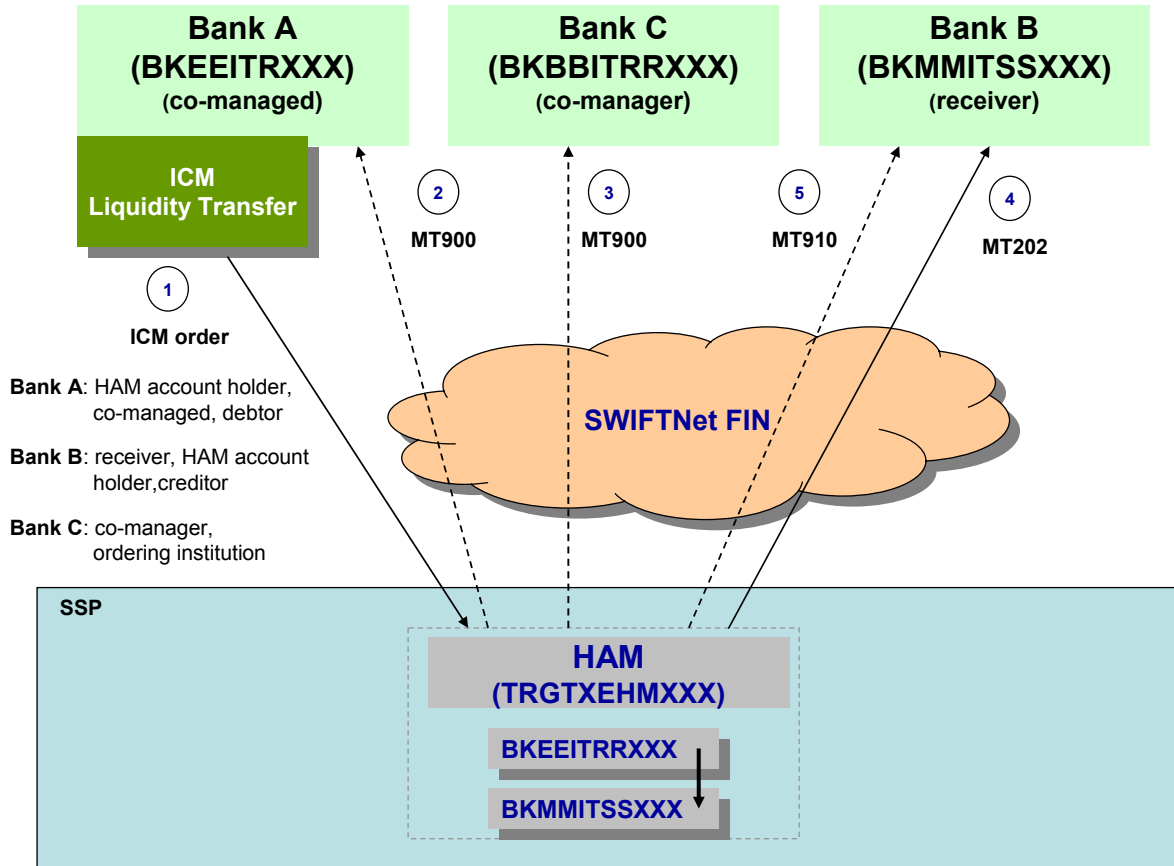 Bank A
(BKEEITRXXX)
(co-managed)
Bank C
(BKBBITRRXXX)
(co-manager)
Bank B
(BKMMITSSXXX)
(receiver)
ICM
Liquidity Transfer
2
MT900
3
MT900
5
MT910
4
MT202
1
ICM order
Bank A: HAM account holder,
co-managed, debtor
Bank B: receiver, HAM account
holder,creditor
Bank C: co-manager,
ordering institution
SWIFTNet FIN
SSP
HAM
(TRGTXEHMXXX)
BKEEITRRXXX
BKMMITSSXXX